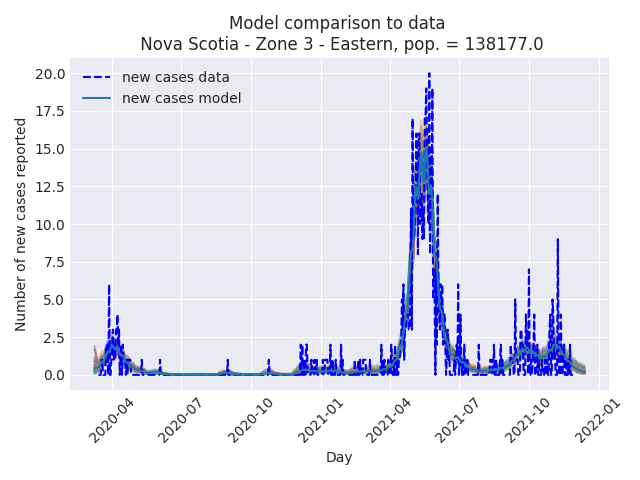 Model comparison to data
Nova Scotia - Zone 3 - Eastern, pop. = 138177.0
new cases data
new cases model
Number of new cases reported
20.0
17.5
15.0
12.5
10.0
7.5
5.0
2.5
0.0
2020-04
2020-07
2020-10
2021-01
2021-04
2021-07
2021-10
2022-01
Day